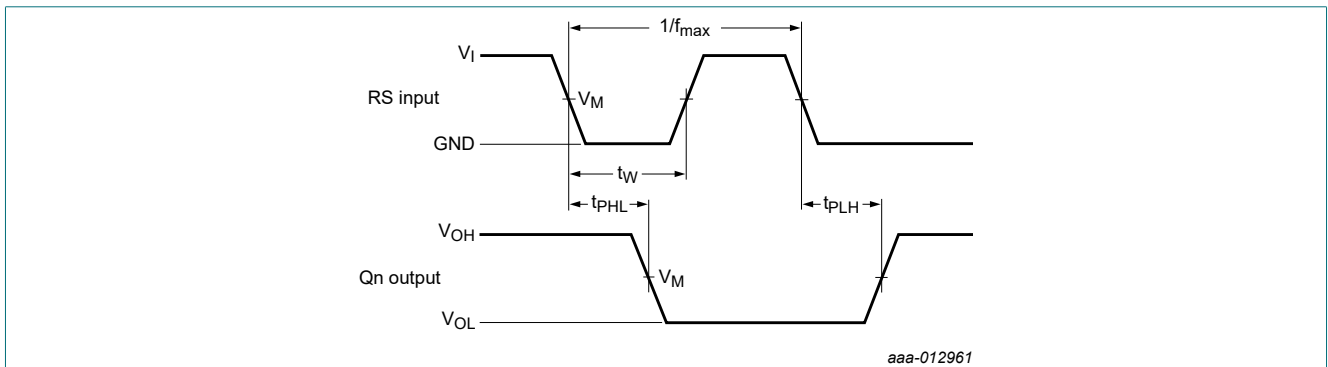 1/fmax
VI
RS input
VM
GND
tW
tPHL
tPLH
VOH
Qn output
VM
VOL
aaa-012961